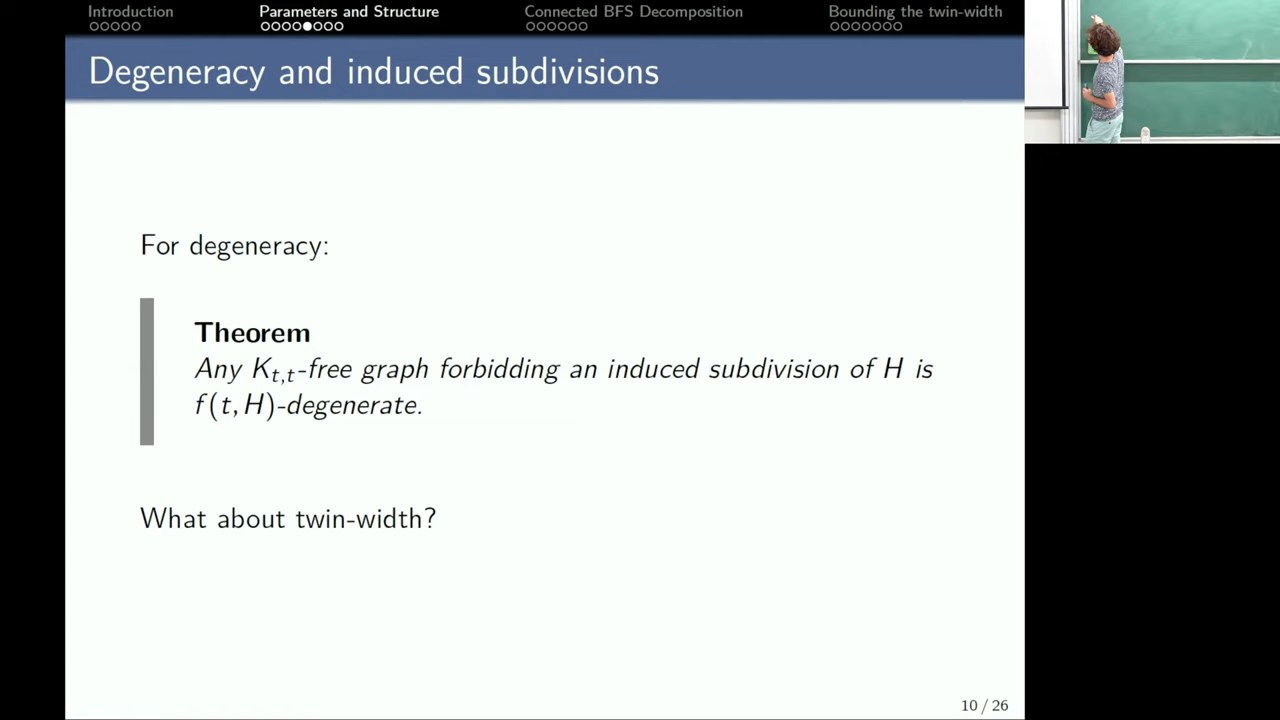 Introduction Parameters and Structure Connected BFS Decomposition Bounding the twin-width
Degeneracy and induced subdivisions
For degeneracy:
Theorem
Any K_{t,t}-free graph forbidding an induced subdivision of H is
f(t, H)-degenerate.
What about twin-width?
10 / 26